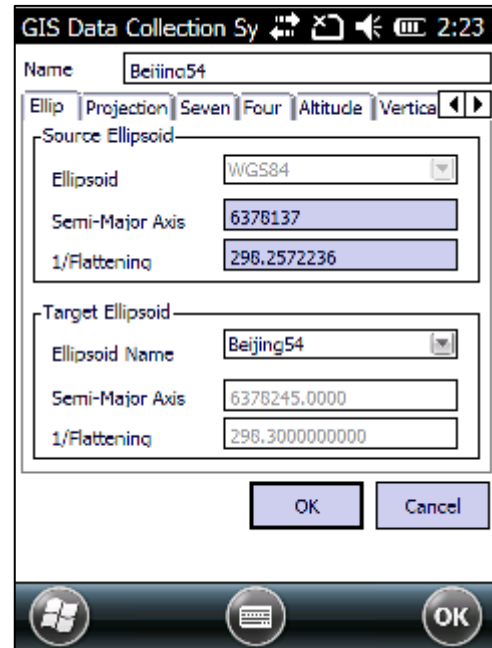 GIS Data Collection Sy 2:23
Name Beijing54
Ellip Projection Seven Four Altitude Vertica
Source Ellipsoid
Ellipsoid WGS84
Semi-Major Axis 6378137
1/Flattening 298.2572236
Target Ellipsoid
Ellipsoid Name Beijing54
Semi-Major Axis 6378245.0000
1/Flattening 298.3000000000
OK Cancel
OK